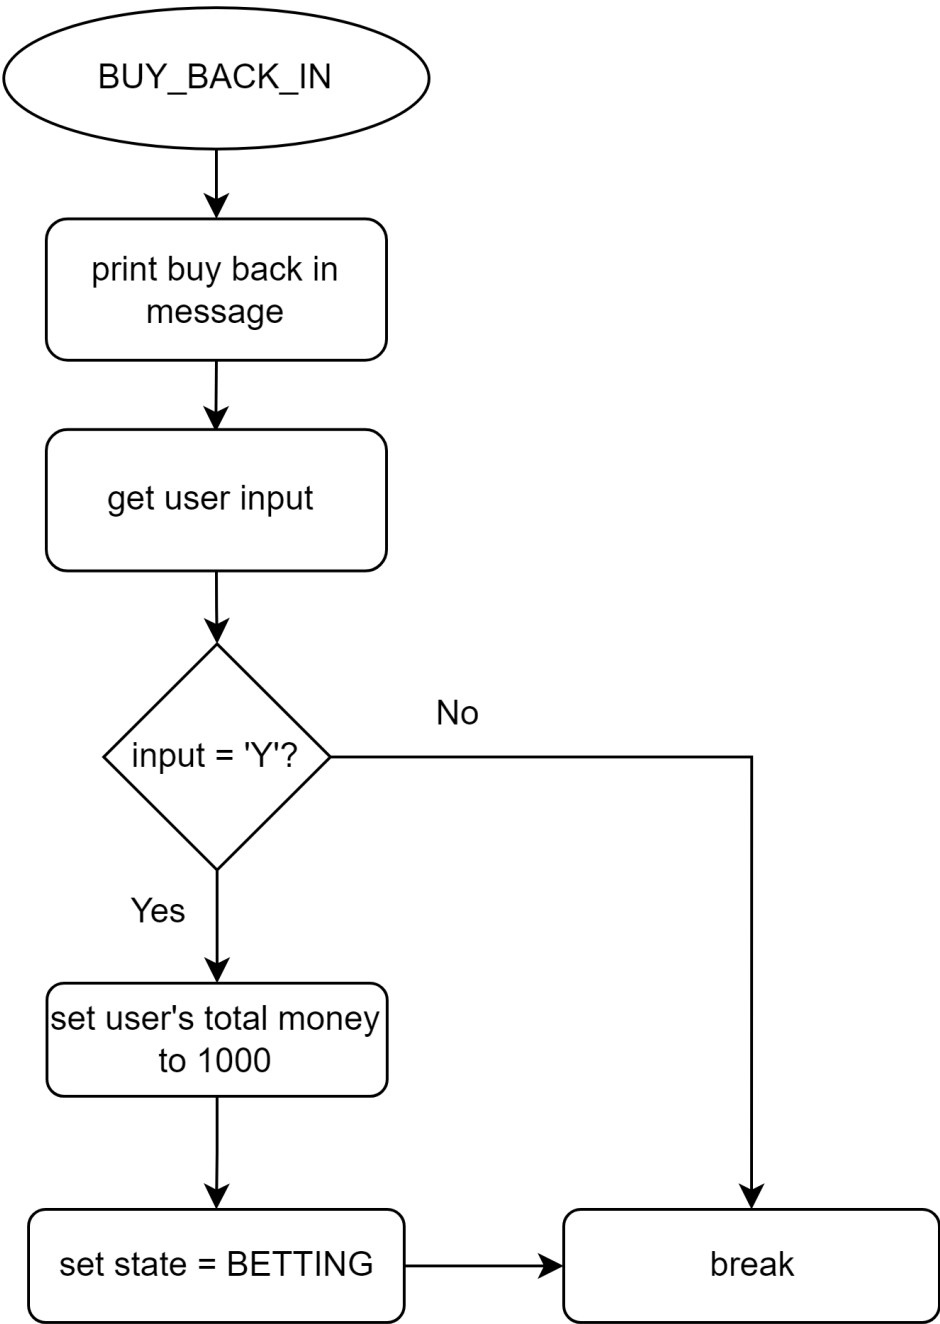 BUY_BACK_IN
print buy back in
message
get user input
input = 'Y'?
No
Yes
set user's total money
to 1000
set state = BETTING
break